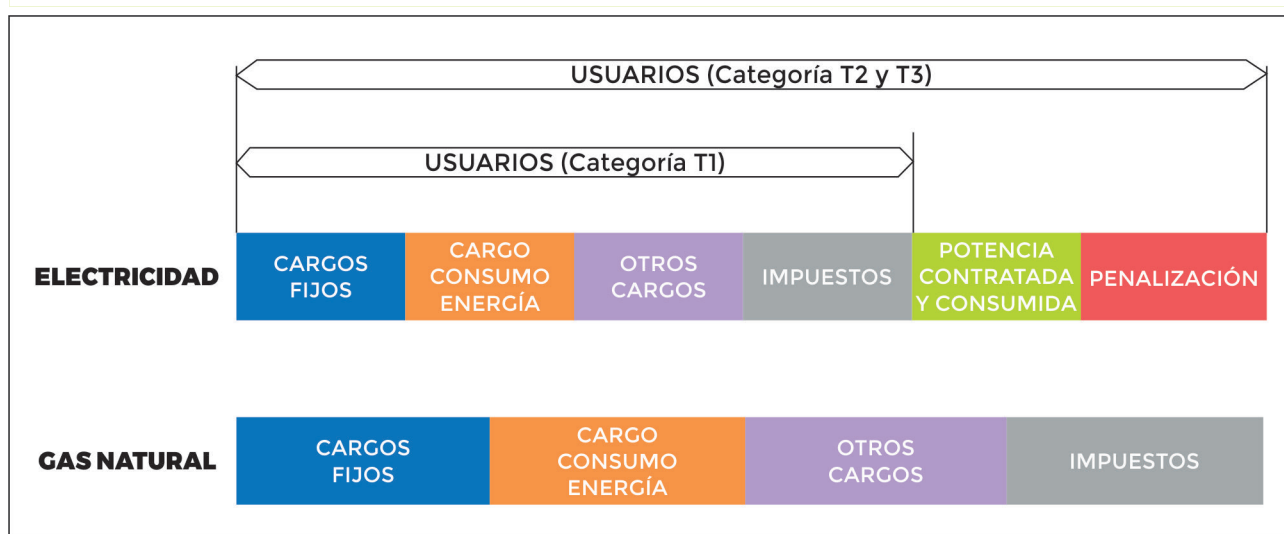 USUARIOS (Categoría T2 y T3)
USUARIOS (Categoría T1)
ELECTRICIDAD
CARGOS
FIJOS
CARGO
CONSUMO
ENERGÍA
OTROS
CARGOS
IMPUESTOS
POTENCIA
CONTRATADA
Y CONSUMIDA
PENALIZACIÓN
GAS NATURAL
CARGOS
FIJOS
CARGO
CONSUMO
ENERGÍA
OTROS
CARGOS
IMPUESTOS